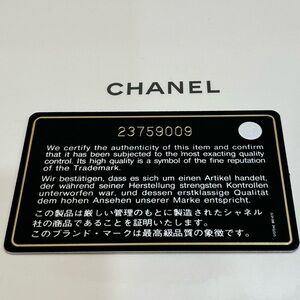 CHANEL
23759009
We certify the authenticity of this item and confirm
that it has been subjected to the most exacting quality
control. Its high quality is a symbol of the fine reputation
of the Trademark.
Wir bestätigen, dass es sich um einen Artikel handelt,
der während seiner Herstellung strengsten Kontrollen
unterworfen war, und dessen erstklassige Qualität
dem hohen Ansehen unserer Marke entspricht.
この製品は厳しい管理のもとに製造されたシャネル
社の商品であることを証明いたします。
このブランド・マークは最高級品質の象徴です。